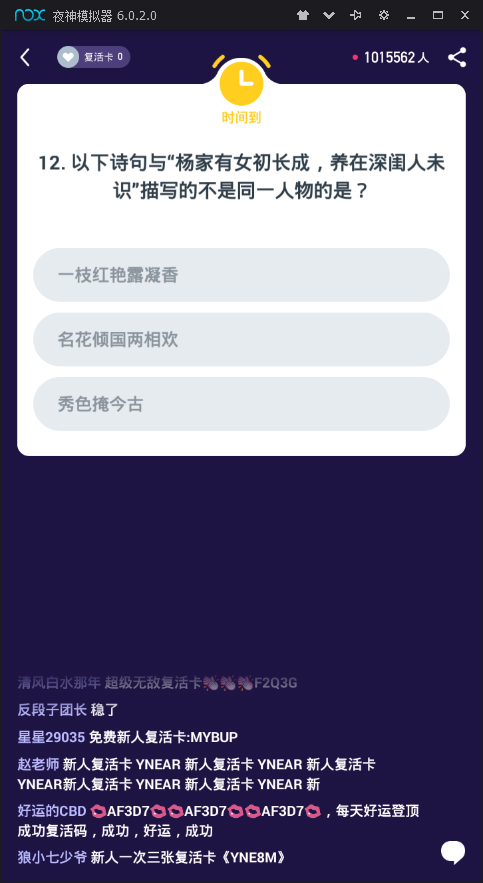 nox 夜神模拟器 6.0.2.0
复活卡 0
1015562 人
时间到
12. 以下诗句与“杨家有女初长成，养在深闺人未
识”描写的不是同一人物的是？
一枝红艳露凝香
名花倾国两相欢
秀色掩今古
清风白水那年 超级无敌复活卡F2Q3G
反段子团长 稳了
星星29035 免费新人复活卡:MYBUP
赵老师 新人复活卡 YNEAR 新人复活卡 YNEAR 新人复活卡
YNEAR新人复活卡 YNEAR 新人复活卡 YNEAR 新
好运的CBD 💋AF3D7💋💋AF3D7💋💋AF3D7💋，每天好运登顶
成功复活码，成功，好运，成功
狼小七少爷 新人一次三张复活卡《YNE8M》